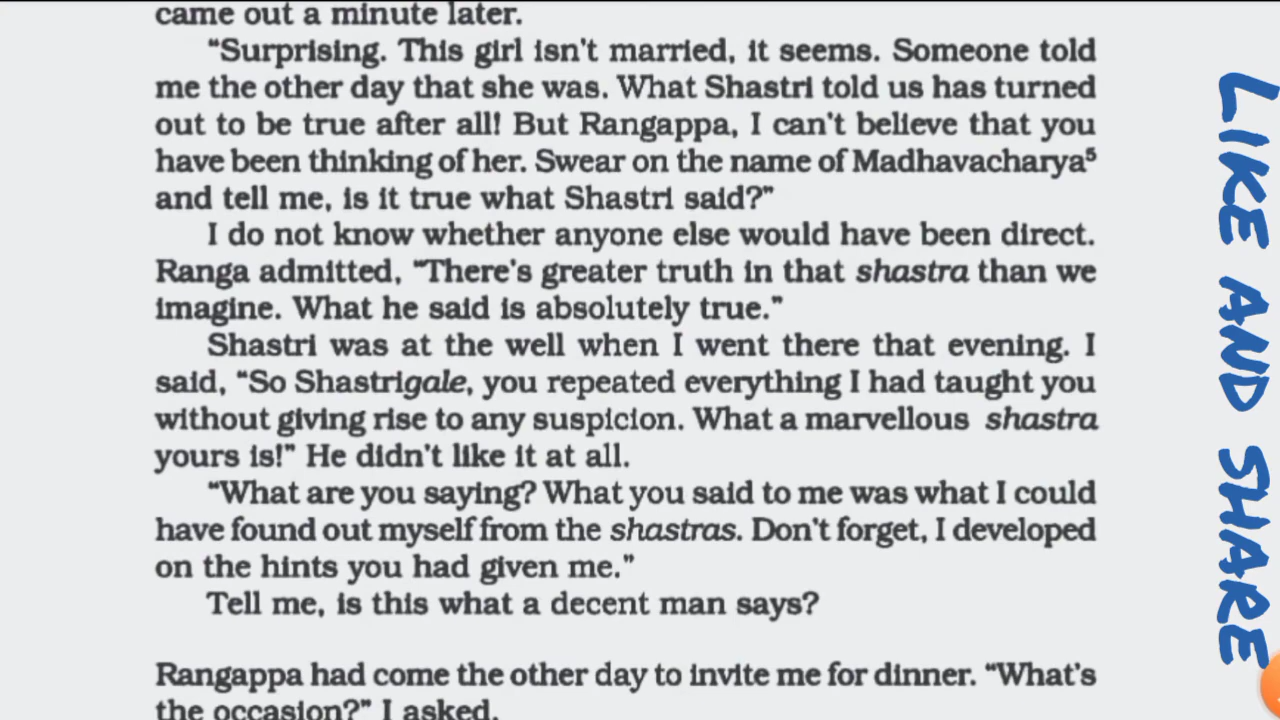 came out a minute later.
“Surprising. This girl isn't married, it seems. Someone told
me the other day that she was. What Shastri told us has turned
out to be true after all! But Rangappa, I can't believe that you
have been thinking of her. Swear on the name of Madhavacharya⁵
and tell me, is it true what Shastri said?”
I do not know whether anyone else would have been direct.
Ranga admitted, “There's greater truth in that shastra than we
imagine. What he said is absolutely true.”
Shastri was at the well when I went there that evening. I
said, “So Shastrigale, you repeated everything I had taught you
without giving rise to any suspicion. What a marvellous shastra
yours is!” He didn't like it at all.
“What are you saying? What you said to me was what I could
have found out myself from the shastras. Don't forget, I developed
on the hints you had given me.”
Tell me, is this what a decent man says?
Rangappa had come the other day to invite me for dinner. “What's
the occasion?” I asked.
LIKE AND SHARE